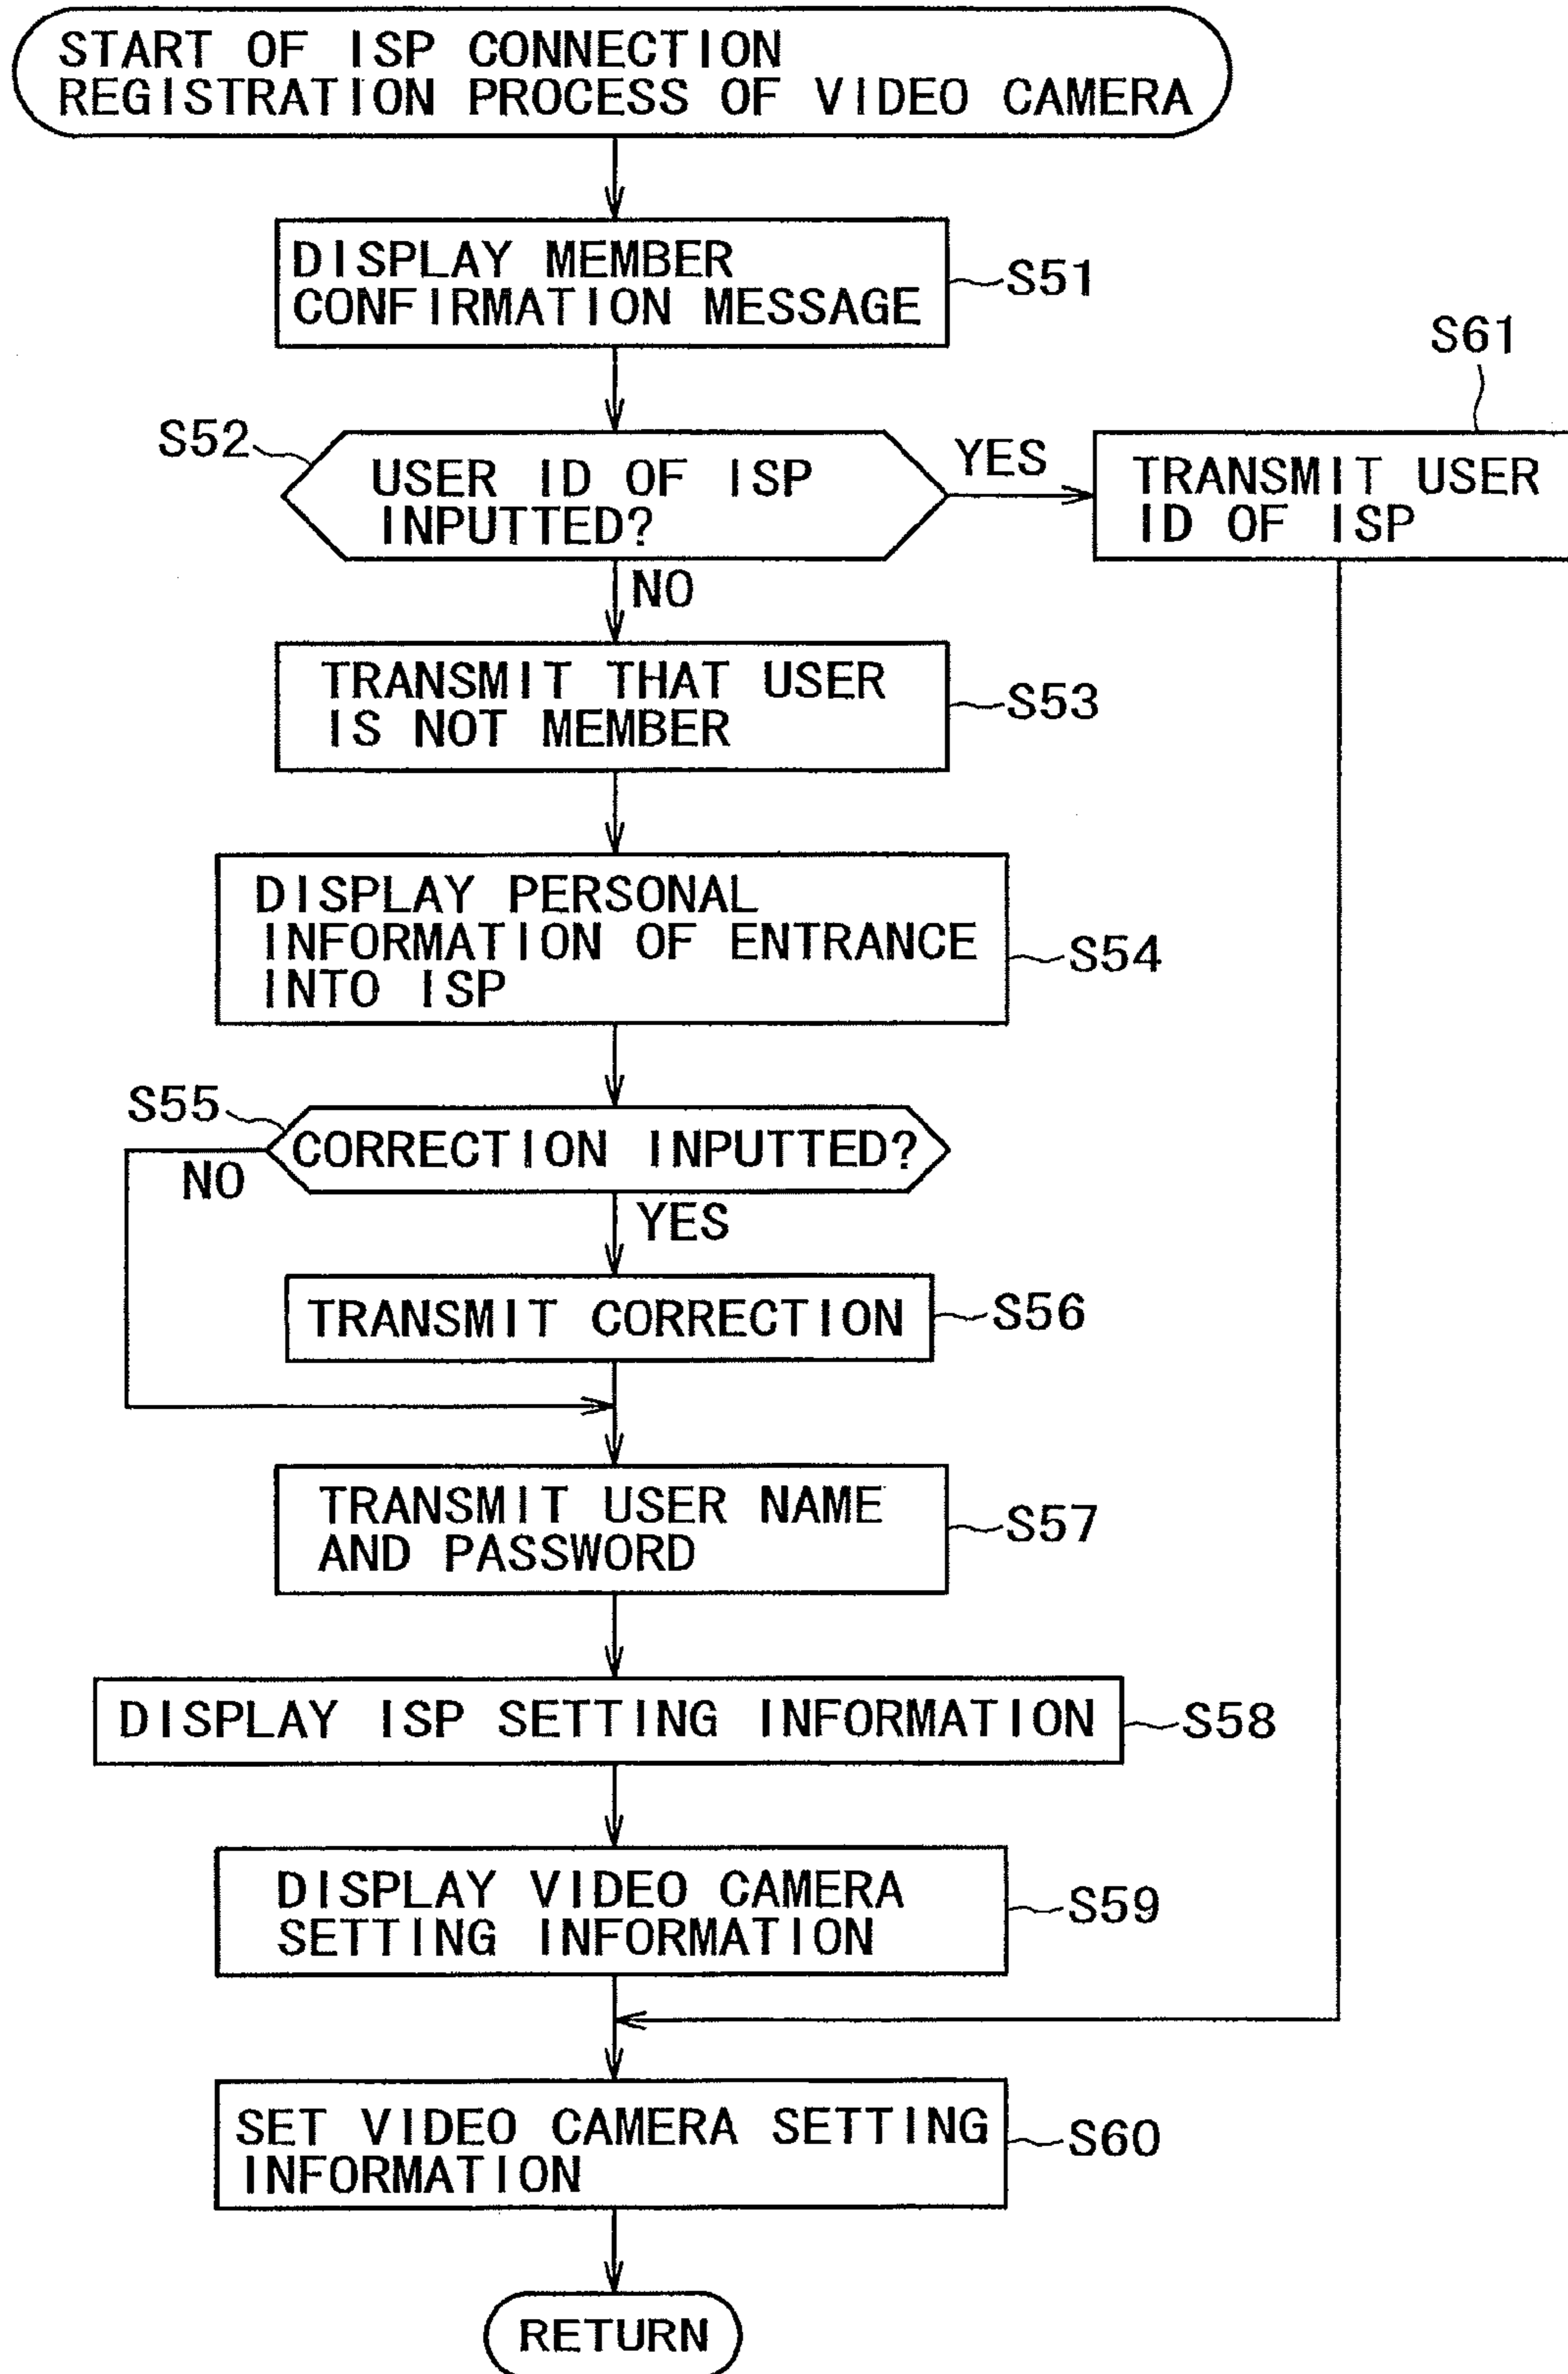 START OF ISP CONNECTION
REGISTRATION PROCESS OF VIDEO CAMERA
DISPLAY MEMBER
CONFIRMATION MESSAGE
S51
S61
S52
USER ID OF ISP
INPUTTED?
YES
TRANSMIT USER
ID OF ISP
NO
TRANSMIT THAT USER
IS NOT MEMBER
S53
DISPLAY PERSONAL
INFORMATION OF ENTRANCE
INTO ISP
S54
S55
CORRECTION INPUTTED?
NO
YES
TRANSMIT CORRECTION
S56
TRANSMIT USER NAME
AND PASSWORD
S57
DISPLAY ISP SETTING INFORMATION
S58
DISPLAY VIDEO CAMERA
SETTING INFORMATION
S59
SET VIDEO CAMERA SETTING
INFORMATION
S60
RETURN